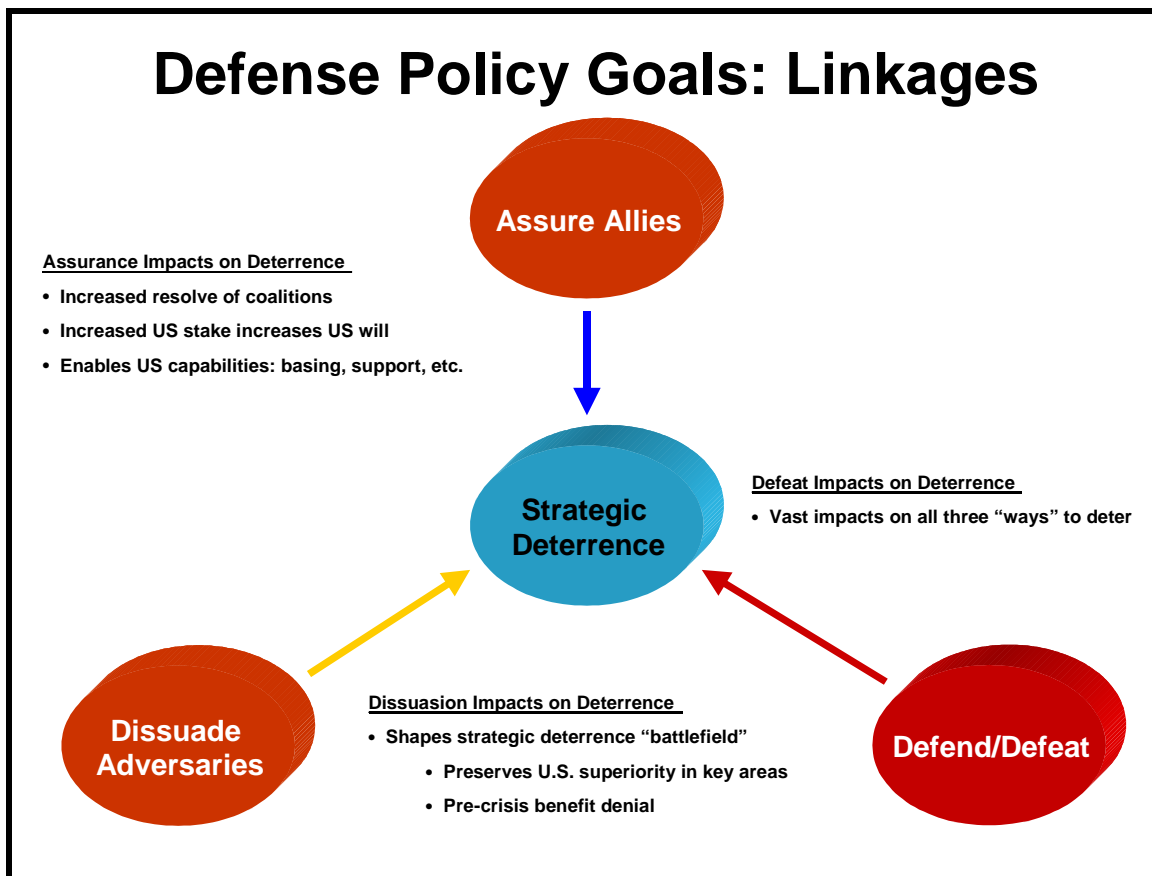 Defense Policy Goals: Linkages
Assure Allies
Assurance Impacts on Deterrence
• Increased resolve of coalitions
• Increased US stake increases US will
• Enables US capabilities: basing, support, etc.
Strategic
Deterrence
Defeat Impacts on Deterrence
• Vast impacts on all three “ways” to deter
Dissuade
Adversaries
Dissuasion Impacts on Deterrence
• Shapes strategic deterrence “battlefield”
• Preserves U.S. superiority in key areas
• Pre-crisis benefit denial
Defend/Defeat